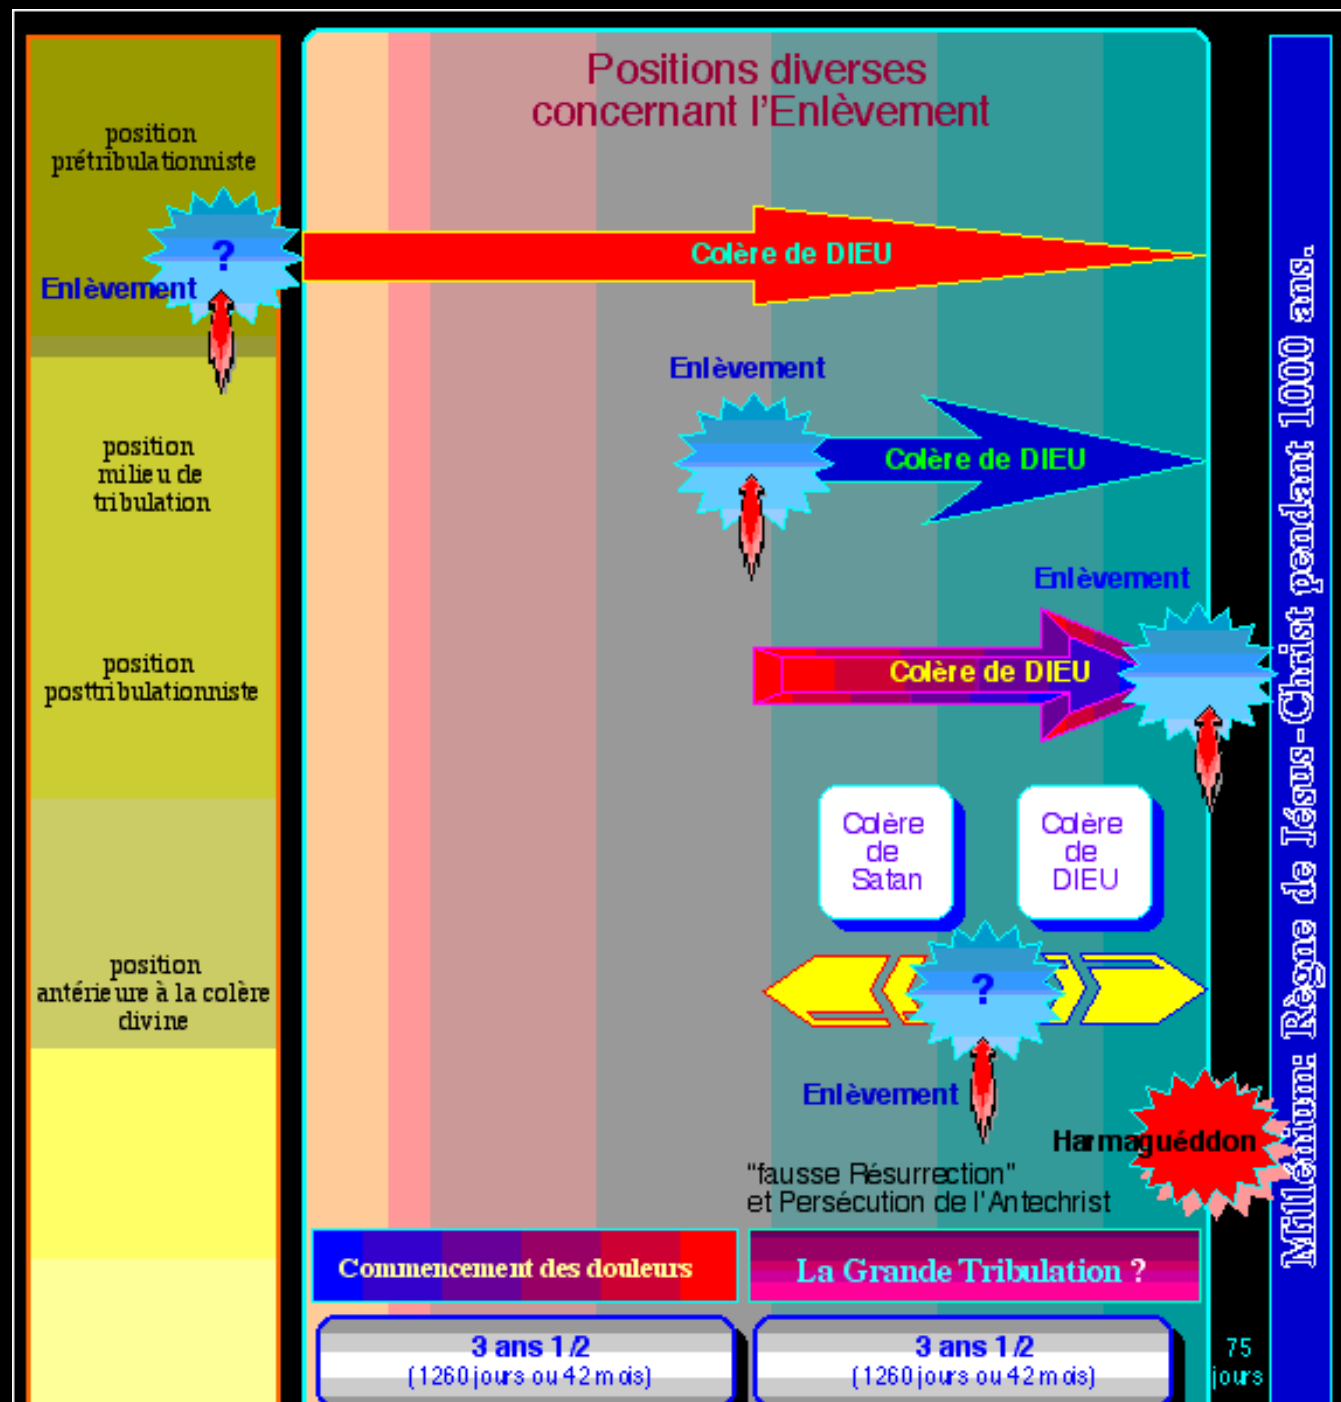 Positions diverses
concernant l'Enlèvement
position
prétribulationniste
?
Enlèvement
Colère de DIEU
Enlèvement
position
milieu de
tribulation
Colère de DIEU
Enlèvement
position
posttribulationniste
Colère de DIEU
Colère
de
Satan
Colère
de
DIEU
position
antérieure à la colère
divine
?
Enlèvement
Harmaguéddon
"fausse Résurrection"
et Persécution de l'Antechrist
Commencement des douleurs
La Grande Tribulation ?
3 ans 1/2
(1260 jours ou 42 mois)
3 ans 1/2
(1260 jours ou 42 mois)
75
jours
Millénium: Règne de Jésus-Christ pendant 1000 ans.